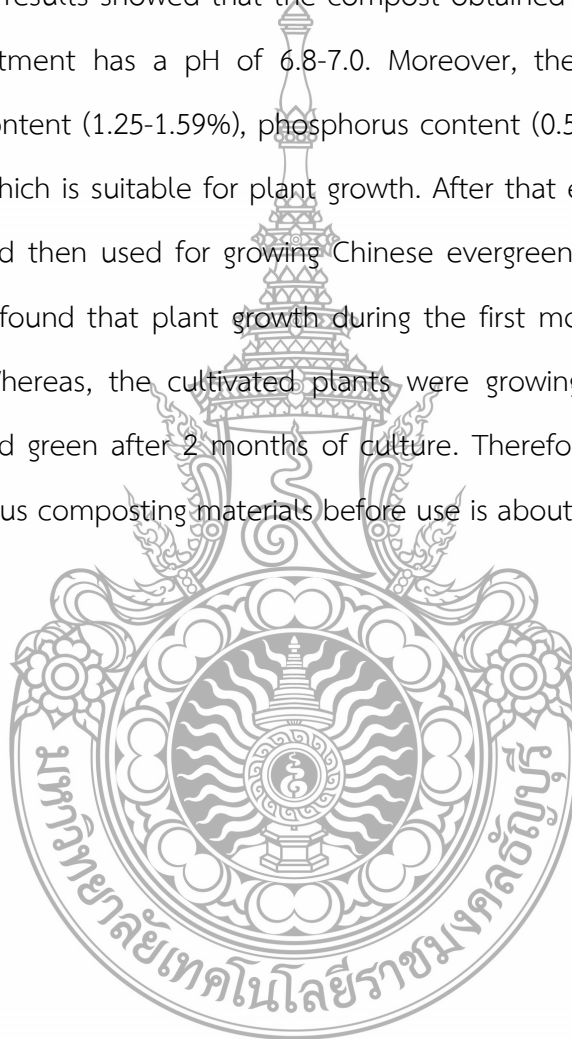 results showed that the compost obtained
tment has a pH of 6.8-7.0. Moreover, the
ontent (1.25-1.59%), phosphorus content (0.5
hich is suitable for plant growth. After that e
d then used for growing Chinese evergreen
found that plant growth during the first mo
Whereas, the cultivated plants were growing
d green after 2 months of culture. Therefo
us composting materials before use is about
มหาวิทยาลัยเทคโนโลยีราชมงคลธัญบุรี